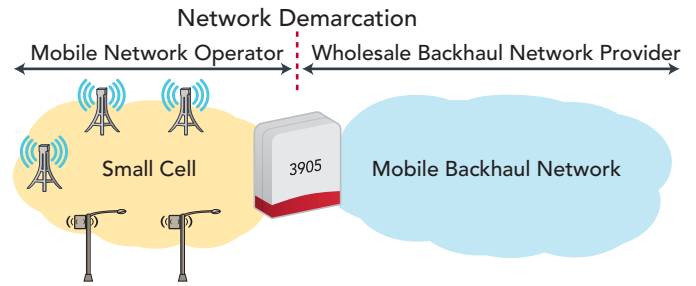 Network Demarcation
Mobile Network Operator
Wholesale Backhaul Network Provider
Small Cell
3905
Mobile Backhaul Network